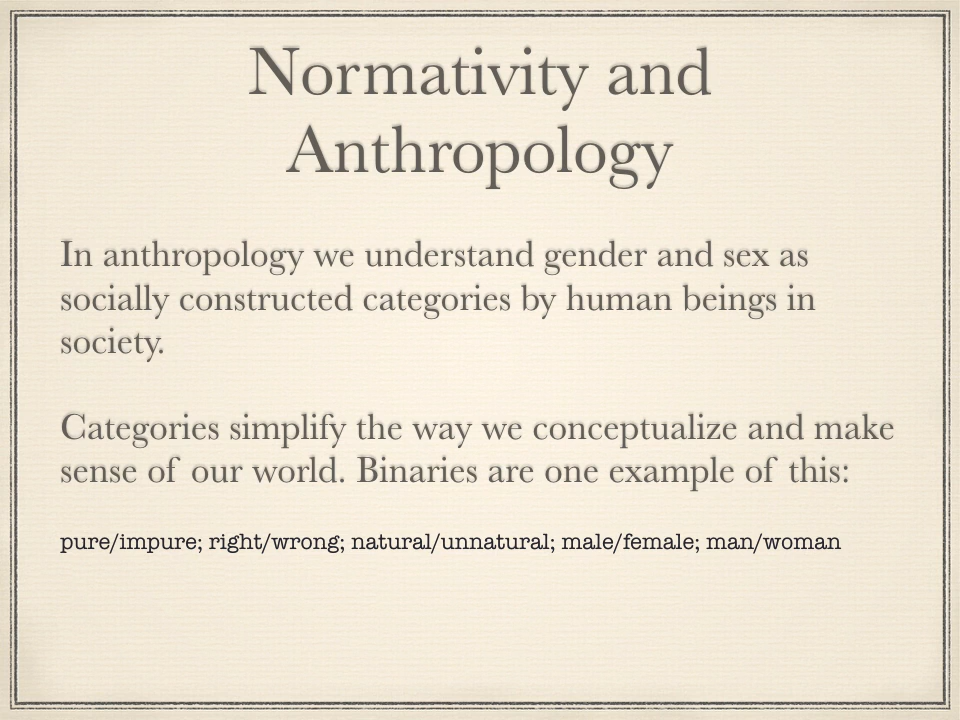 Normativity and
Anthropology
In anthropology we understand gender and sex as
socially constructed categories by human beings in
society.
Categories simplify the way we conceptualize and make
sense of our world. Binaries are one example of this:
pure/impure; right/wrong; natural/unnatural; male/female; man/woman